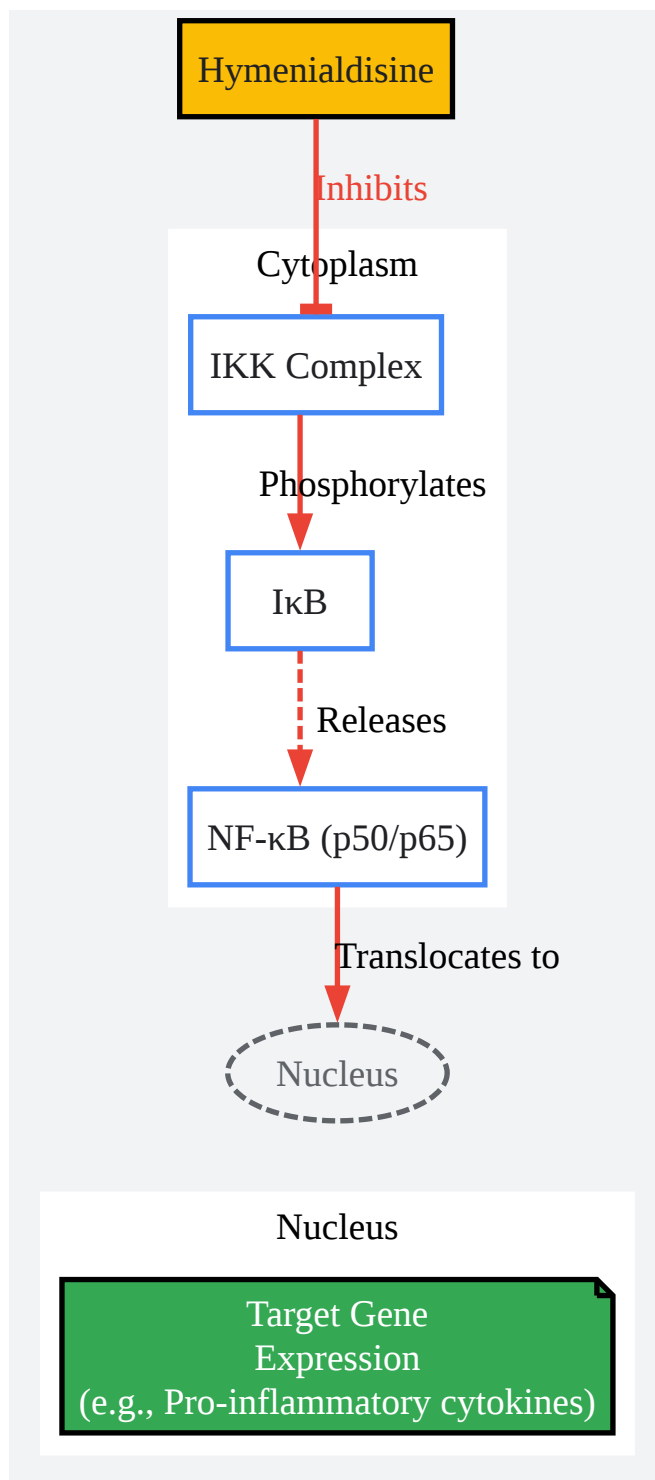 Hymenialdisine
Inhibits
Cytoplasm
IKK Complex
Phosphorylates
IκB
Releases
NF-κB (p50/p65)
Translocates to
Nucleus
Nucleus
Target Gene
Expression
(e.g., Pro-inflammatory cytokines)